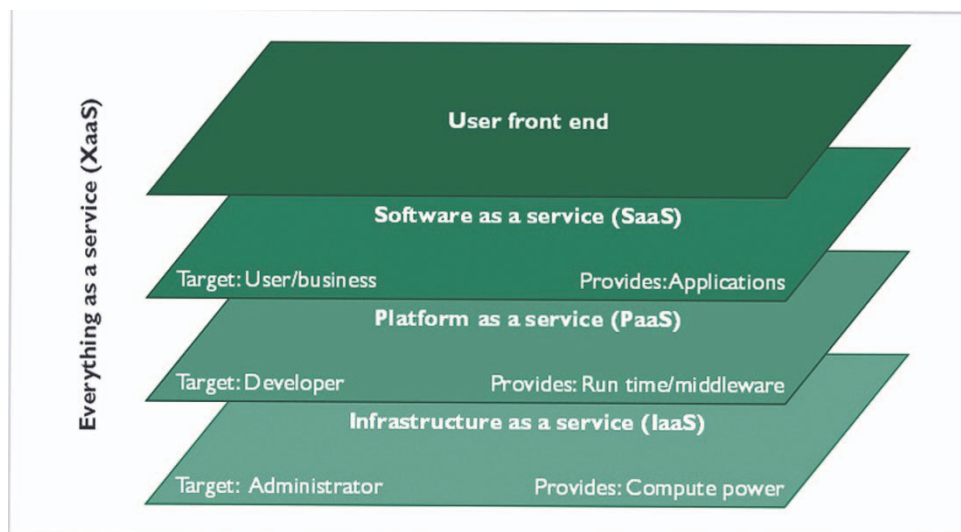 Everything as a service (XaaS)
User front end
Software as a service (SaaS)
Target: User/business Provides: Applications
Platform as a service (PaaS)
Target: Developer Provides: Run time/middleware
Infrastructure as a service (IaaS)
Target: Administrator Provides: Compute power